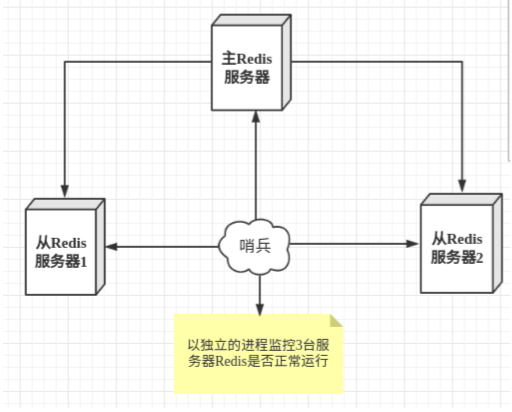 主Redis
服务器
从Redis
服务器1
哨兵
从Redis
服务器2
以独立的进程监控3台服
务器Redis是否正常运行